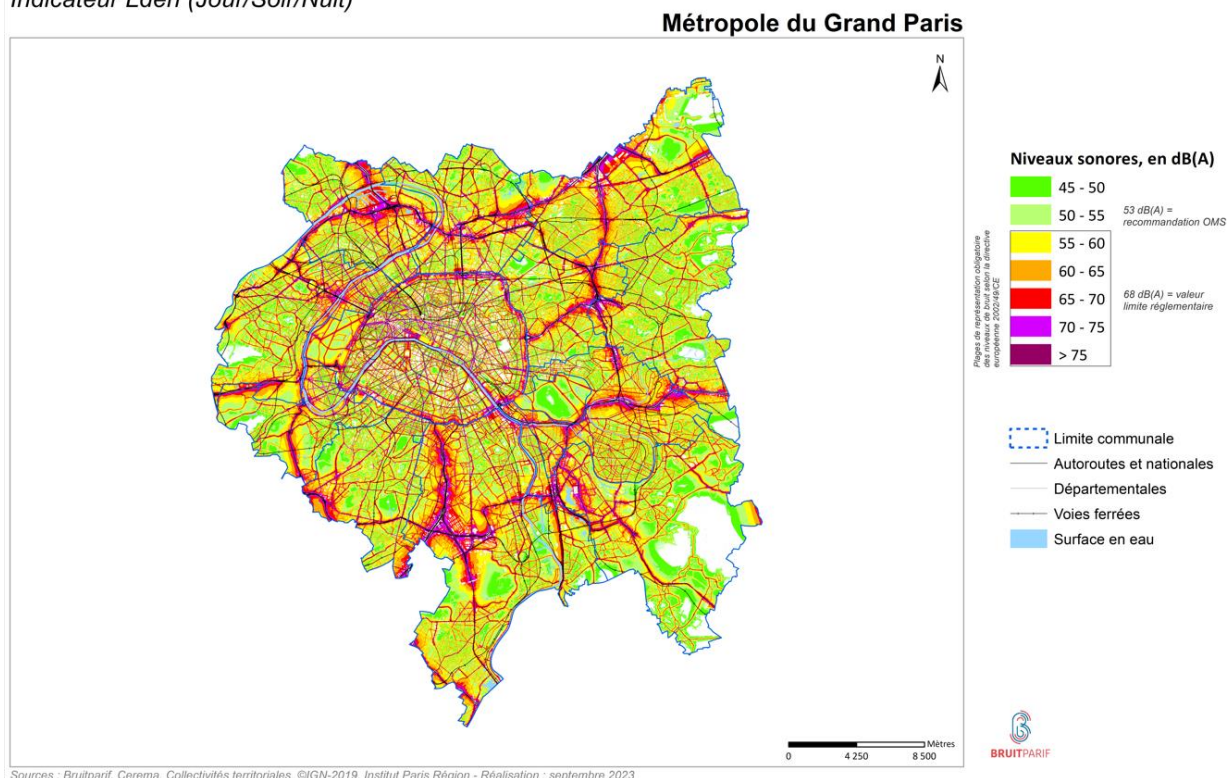 Indicateur Lden (Jour/Soir/Nuit)
Métropole du Grand Paris
N
Niveaux sonores, en dB(A)
45 - 50
50 - 55
53 dB(A) =
recommandation OMS
Plages de représentation obligatoire
des niveaux de bruit selon la directive
européenne 2002/49/CE
55 - 60
60 - 65
65 - 70
68 dB(A) = valeur
limite réglementaire
70 - 75
> 75
Limite communale
Autoroutes et nationales
Départementales
Voies ferrées
Surface en eau
Mètres
0 4 250 8 500
BRUITPARIF
Sources : Bruitparif, Cerema, Collectivités territoriales, ©IGN-2019, Institut Paris Région - Réalisation : septembre 2023